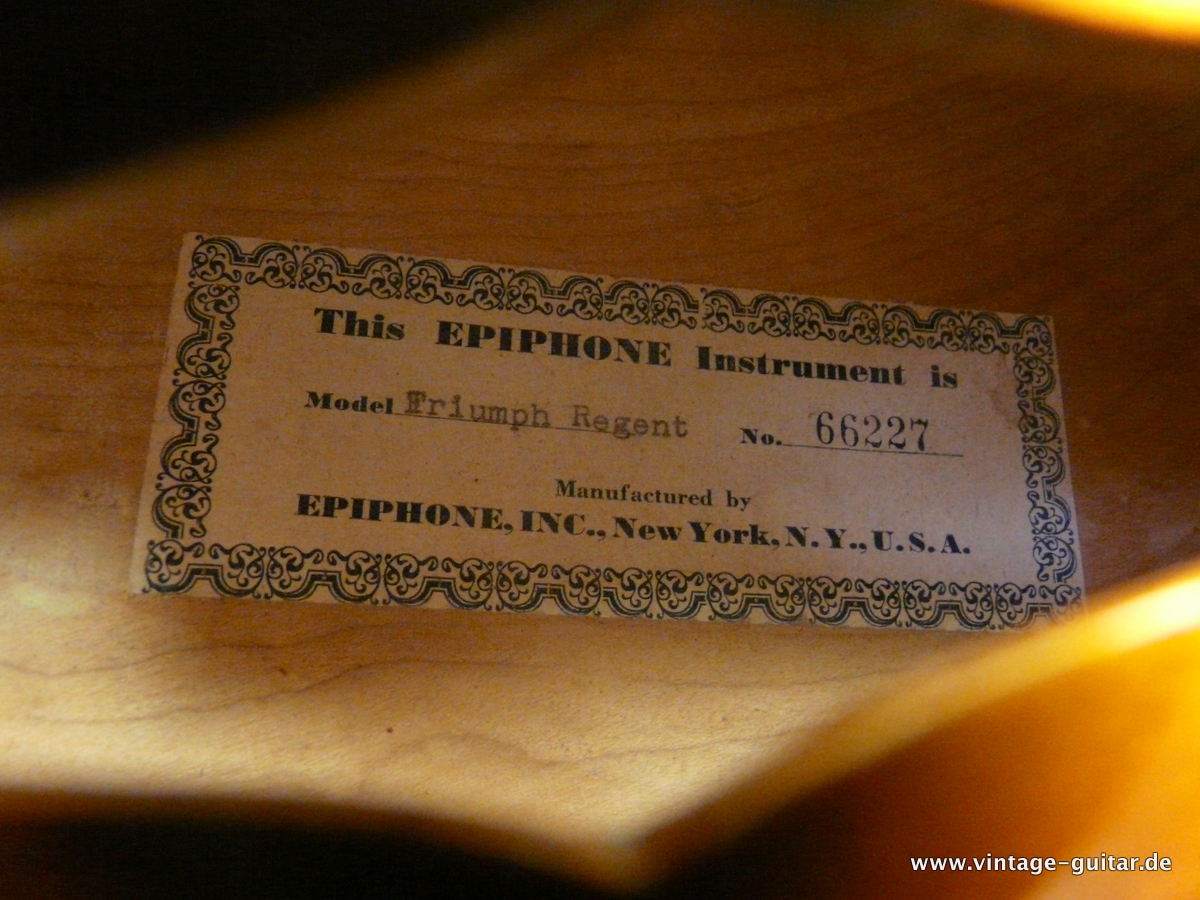 This EPIPHONE Instrument is
Model Triumph Regent No. 66227
Manufactured by
EPIPHONE, INC., New York, N. Y., U. S. A.
www.vintage-guitar.de